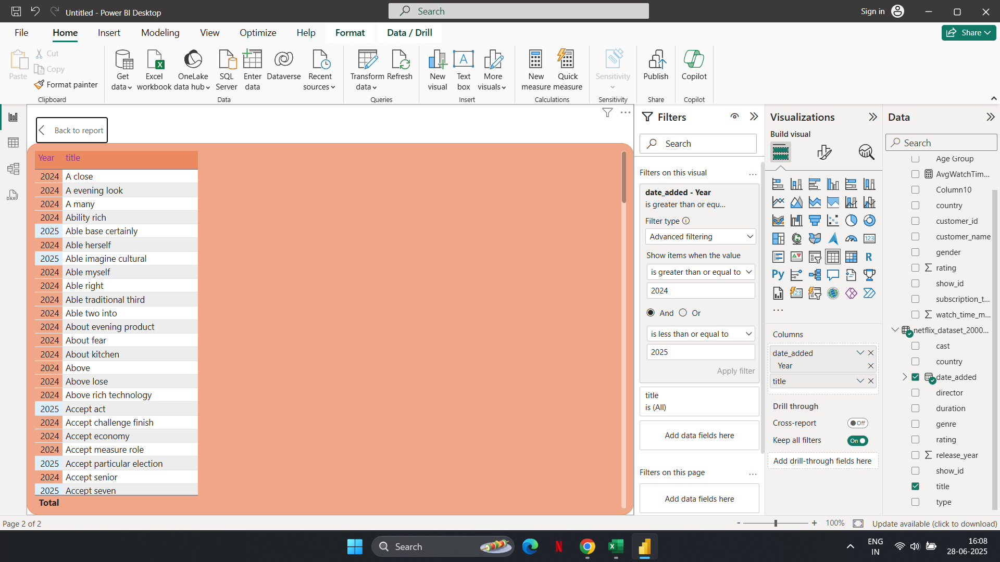 Untitled - Power BI Desktop
Search
Sign in
File
Home
Insert
Modeling
View
Optimize
Help
Format
Data / Drill
Share
Paste
Cut
Copy
Format painter
Clipboard
Get data
Excel workbook
OneLake data hub
SQL Server
Enter data
Dataverse
Recent sources
Data
Transform data
Refresh
Queries
New visual
Text box
More visuals
Insert
New measure
Quick measure
Calculations
Sensitivity
Sensitivity
Publish
Share
Copilot
Copilot
Back to report
Year title
2024 A close
2024 A evening look
2024 A many
2024 Ability rich
2025 Able base certainly
2024 Able herself
2025 Able imagine cultural
2024 Able myself
2024 Able right
2024 Able traditional third
2024 Able two into
2024 About evening product
2024 About fear
2024 About kitchen
2024 Above
2024 Above lose
2024 Above rich technology
2025 Accept act
2024 Accept challenge finish
2024 Accept economy
2024 Accept measure role
2025 Accept particular election
2024 Accept senior
2025 Accept seven
Total
Filters
Search
Filters on this visual
...
date_added - Year
is greater than or equ...
Filter type
Advanced filtering
Show items when the value
is greater than or equal to
2024
And Or
is less than or equal to
2025
Apply filter
title
is (All)
Add data fields here
Filters on this page
...
Add data fields here
Visualizations
Build visual
123
R
Py
123
...
Columns
date_added
Year
title
Drill through
Cross-report
Off
Keep all filters
On
Add drill-through fields here
Data
Search
Age Group
AvgWatchTim...
Column10
country
customer_id
customer_name
gender
rating
show_id
subscription_t...
watch_time_m...
netflix_dataset_2000...
cast
country
date_added
director
duration
genre
rating
release_year
show_id
title
type
DAX
Page 2 of 2
- + 100%
Update available (click to download)
Search
N
ENG
IN
16:08
28-06-2025